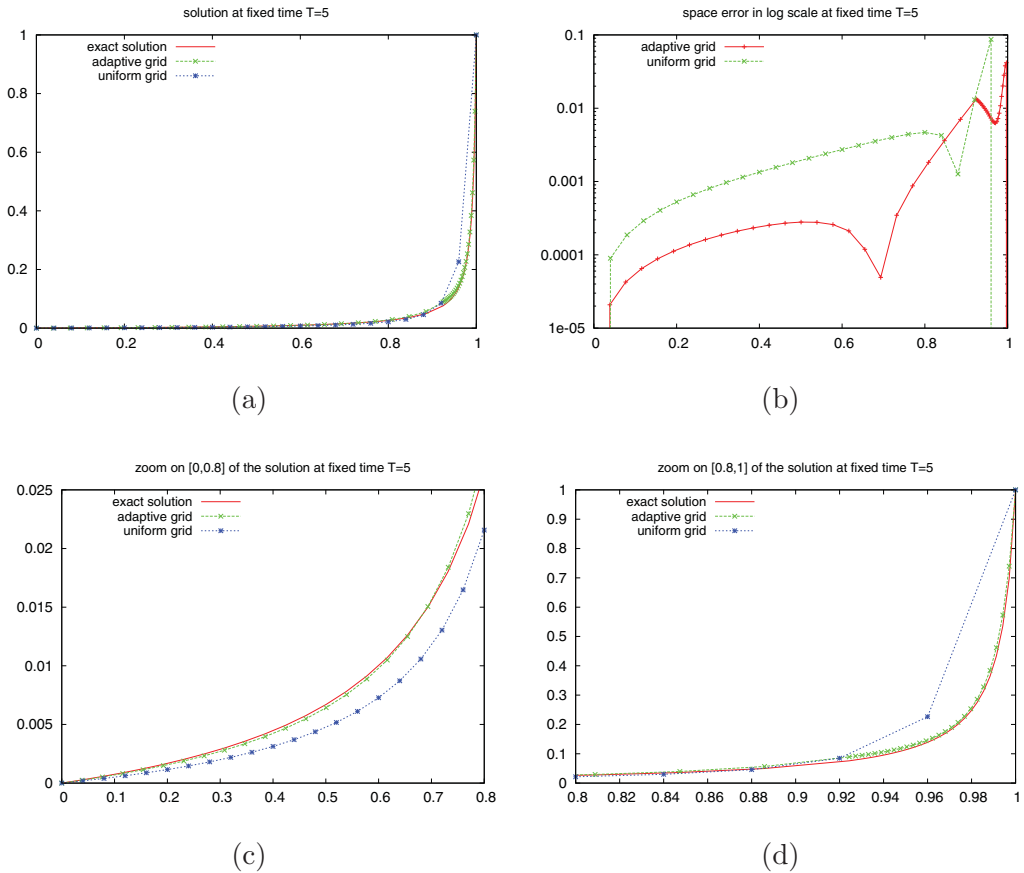 solution at fixed time T=5
1
0.8
0.6
0.4
0.2
0
exact solution
adaptive grid
uniform grid
0 0.2 0.4 0.6 0.8 1
(a)
space error in log scale at fixed time T=5
0.1
0.01
0.001
0.0001
1e-05
adaptive grid
uniform grid
0 0.2 0.4 0.6 0.8 1
(b)
zoom on [0,0.8] of the solution at fixed time T=5
0.025
0.02
0.015
0.01
0.005
0
exact solution
adaptive grid
uniform grid
0 0.1 0.2 0.3 0.4 0.5 0.6 0.7 0.8
(c)
zoom on [0.8,1] of the solution at fixed time T=5
1
0.9
0.8
0.7
0.6
0.5
0.4
0.3
0.2
0.1
0
exact solution
adaptive grid
uniform grid
0.8 0.82 0.84 0.86 0.88 0.9 0.92 0.94 0.96 0.98 1
(d)